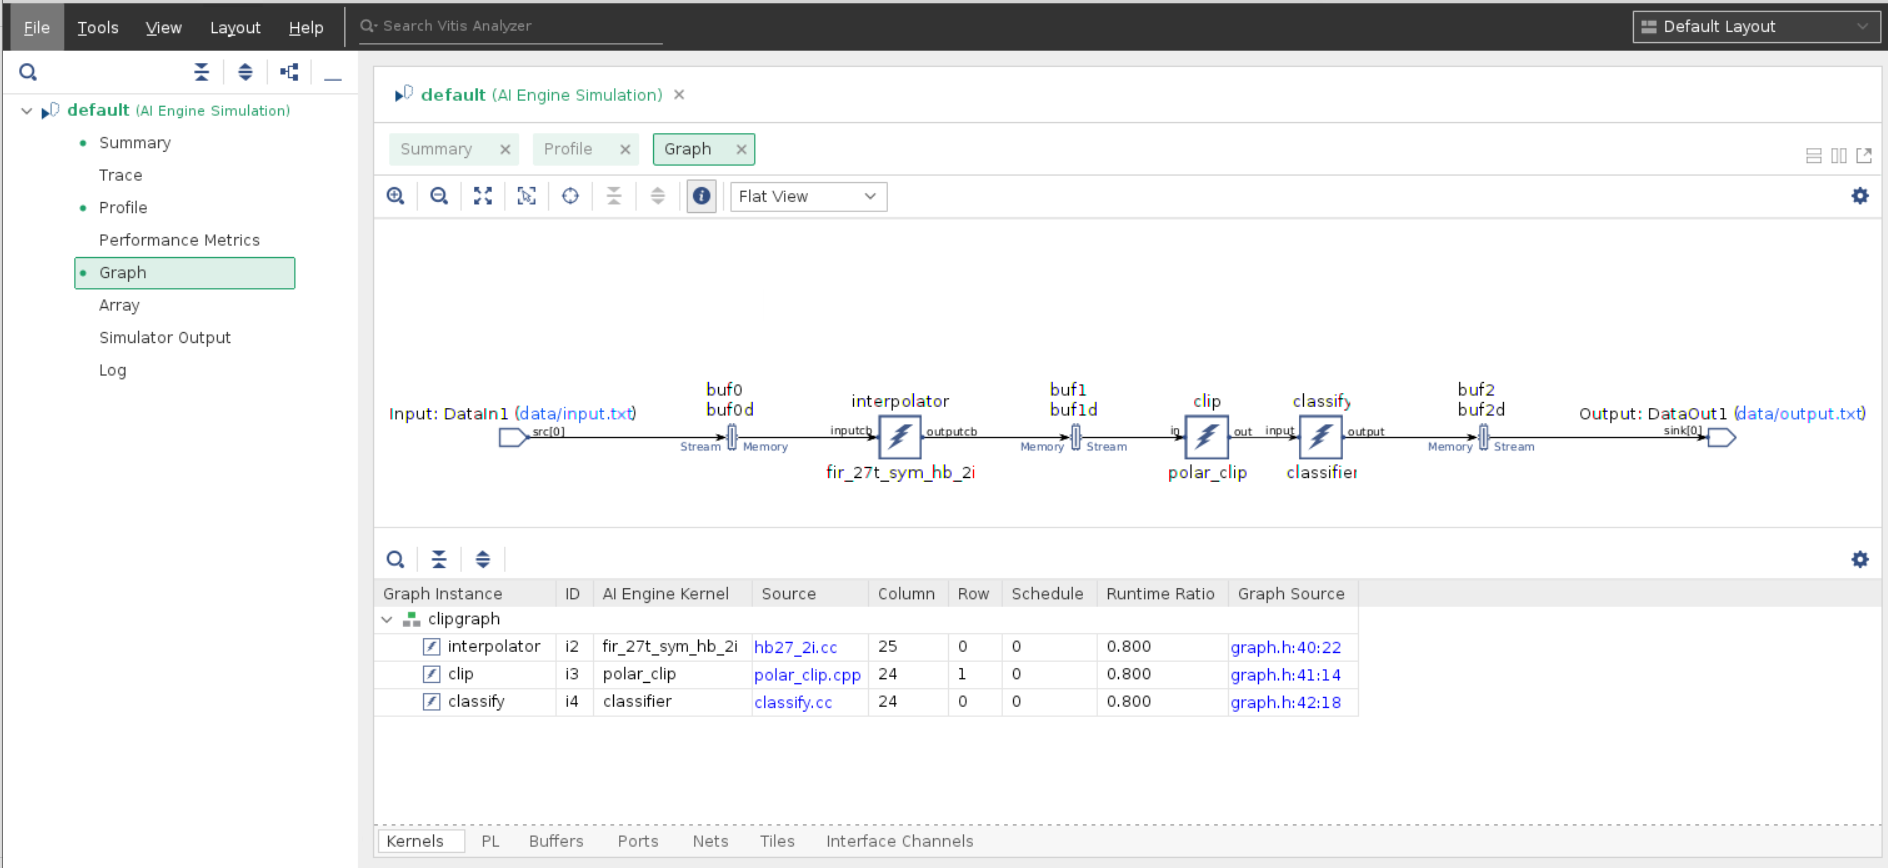 File Tools View Layout Help Search Vitis Analyzer Default Layout
default (AI Engine Simulation)
Summary
Trace
Profile
Performance Metrics
Graph
Array
Simulator Output
Log
default (AI Engine Simulation)
Summary Profile Graph
Flat View
buf0 buf1 buf2
buf0d buf1d buf2d
interpolator clip classify
Input: DataIn1 (data/input.txt) Output: DataOut1 (data/output.txt)
src[0] inputcb outputcb in out input output sink[0]
Stream Memory Memory Stream Memory Stream
fir_27t_sym_hb_2i polar_clip classifier
Graph Instance ID AI Engine Kernel Source Column Row Schedule Runtime Ratio Graph Source
clipgraph
interpolator i2 fir_27t_sym_hb_2i hb27_2i.cc 25 0 0 0.800 graph.h:40:22
clip i3 polar_clip polar_clip.cpp 24 1 0 0.800 graph.h:41:14
classify i4 classifier classify.cc 24 0 0 0.800 graph.h:42:18
Kernels PL Buffers Ports Nets Tiles Interface Channels